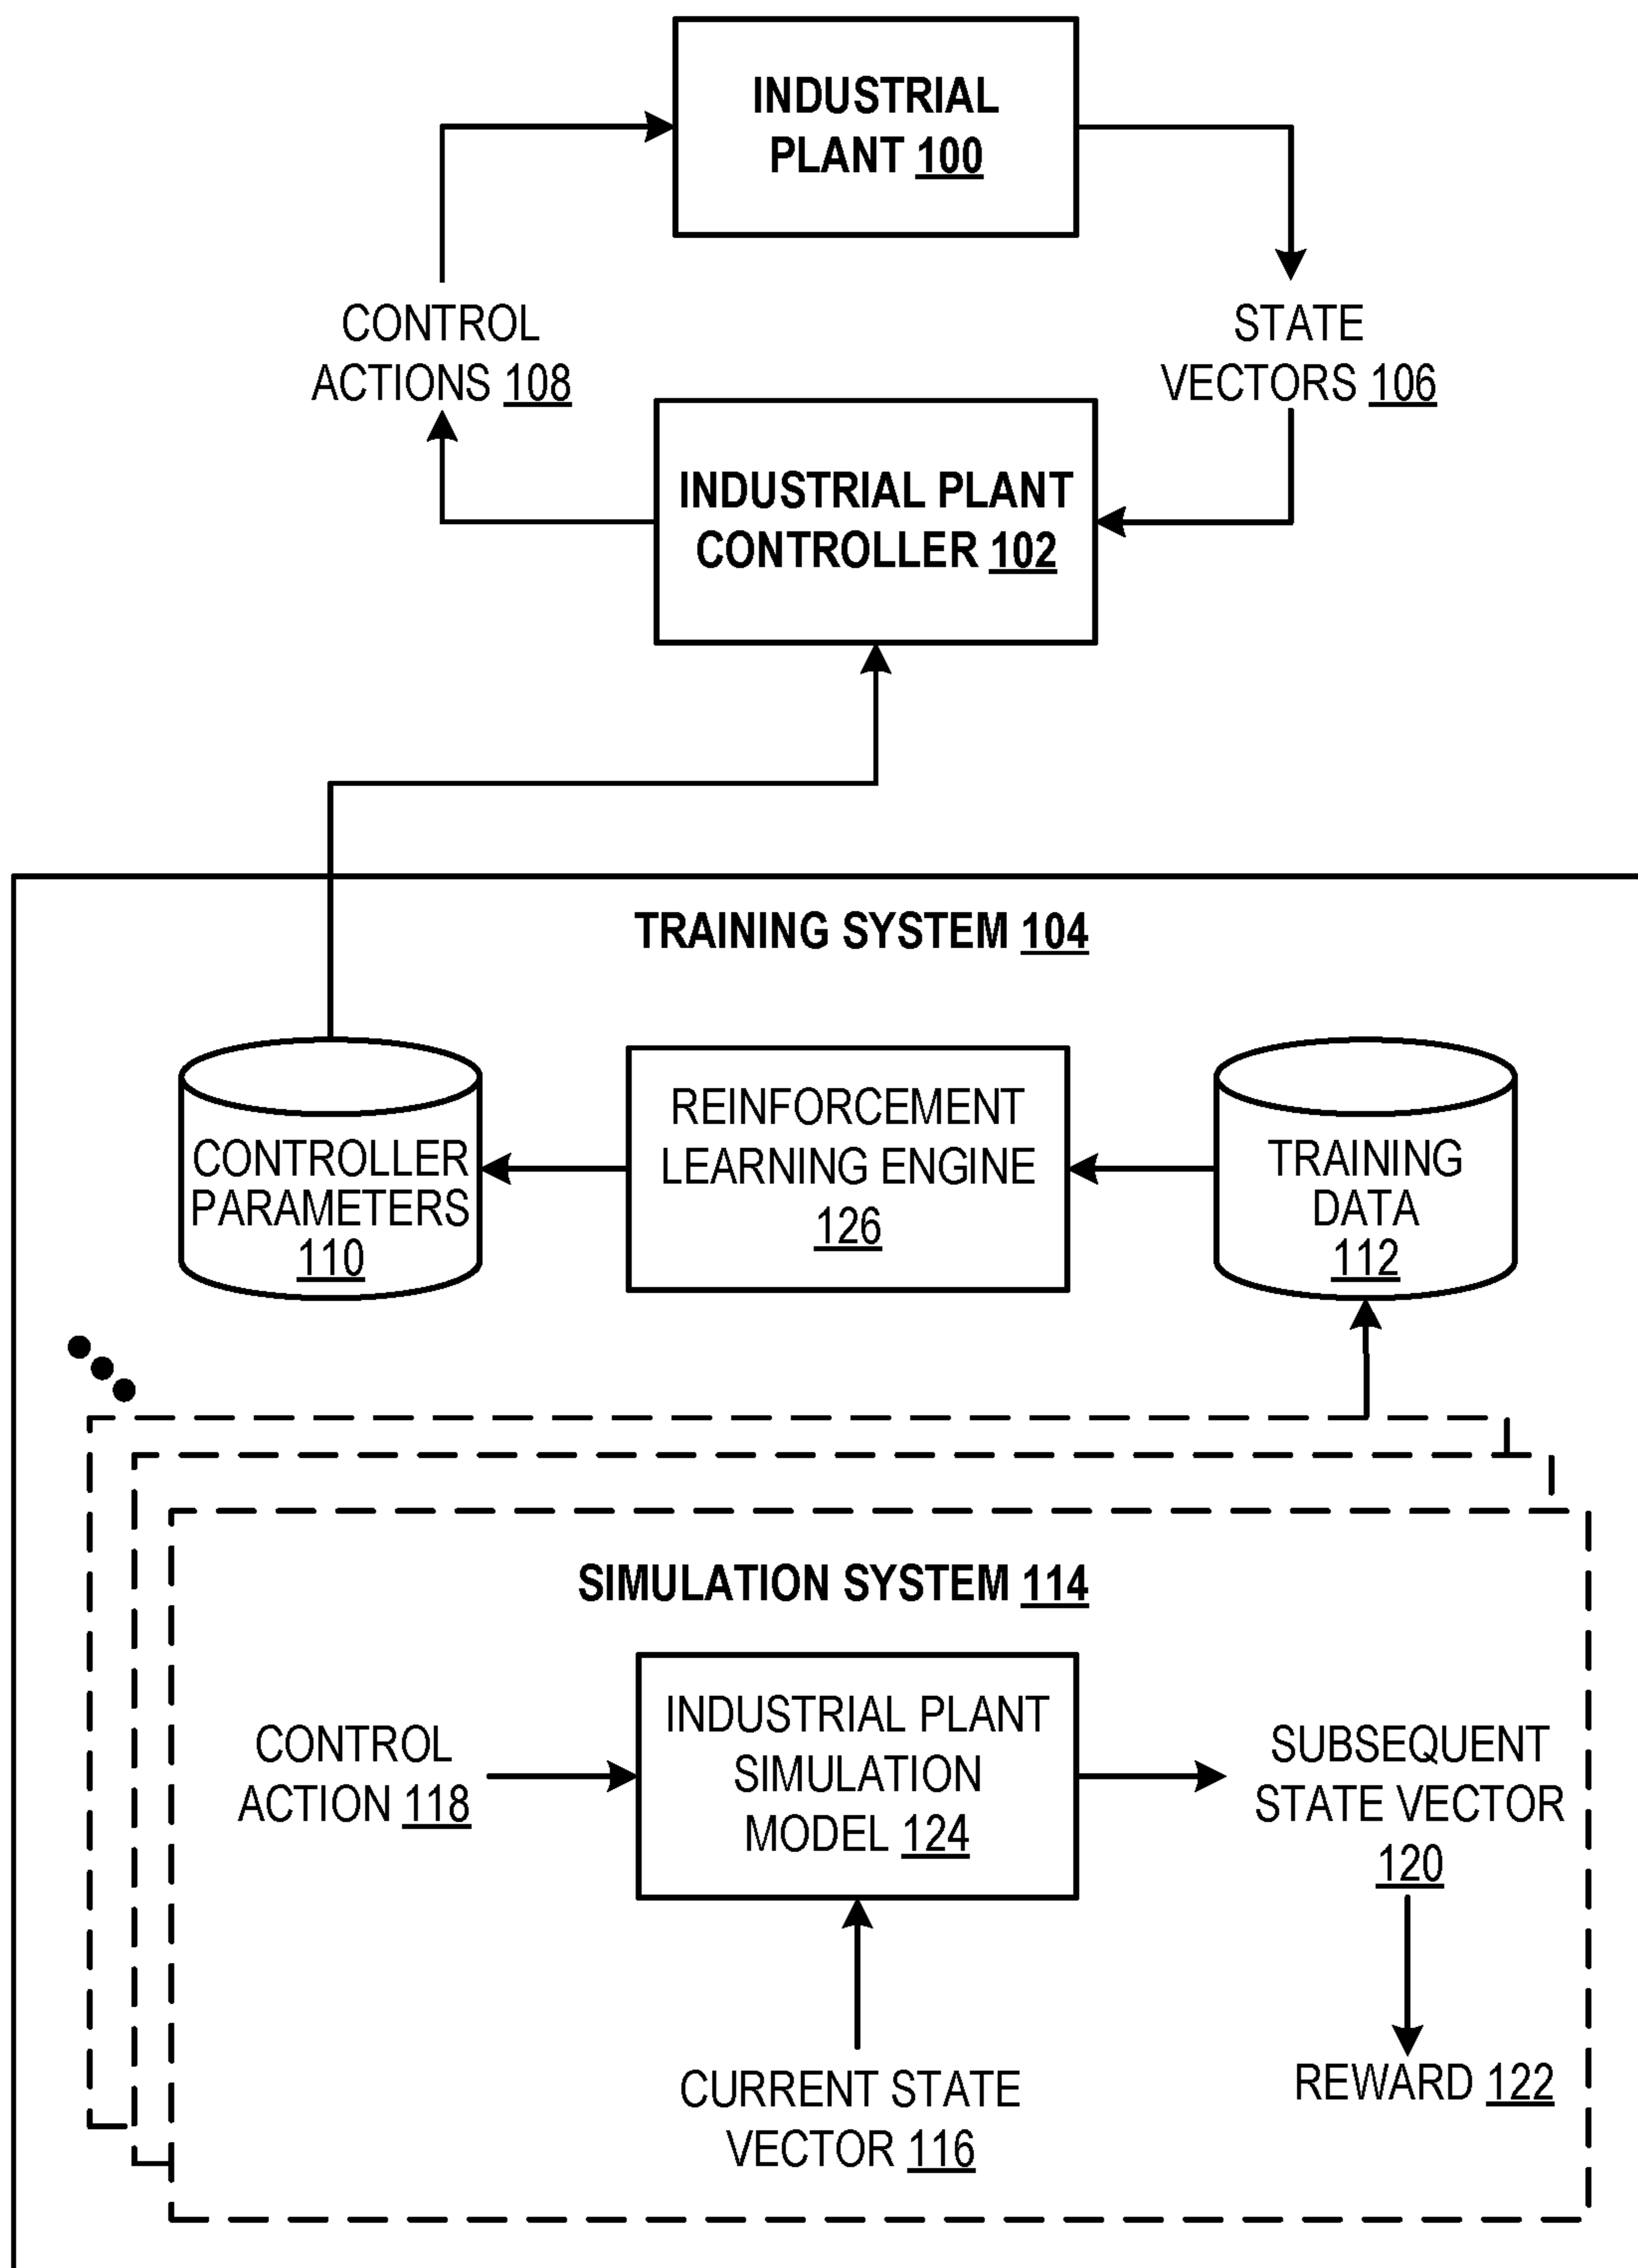 INDUSTRIAL
PLANT 100
CONTROL
ACTIONS 108
STATE
VECTORS 106
INDUSTRIAL PLANT
CONTROLLER 102
TRAINING SYSTEM 104
CONTROLLER
PARAMETERS
110
REINFORCEMENT
LEARNING ENGINE
126
TRAINING
DATA
112
SIMULATION SYSTEM 114
CONTROL
ACTION 118
INDUSTRIAL PLANT
SIMULATION
MODEL 124
SUBSEQUENT
STATE VECTOR
120
CURRENT STATE
VECTOR 116
REWARD 122